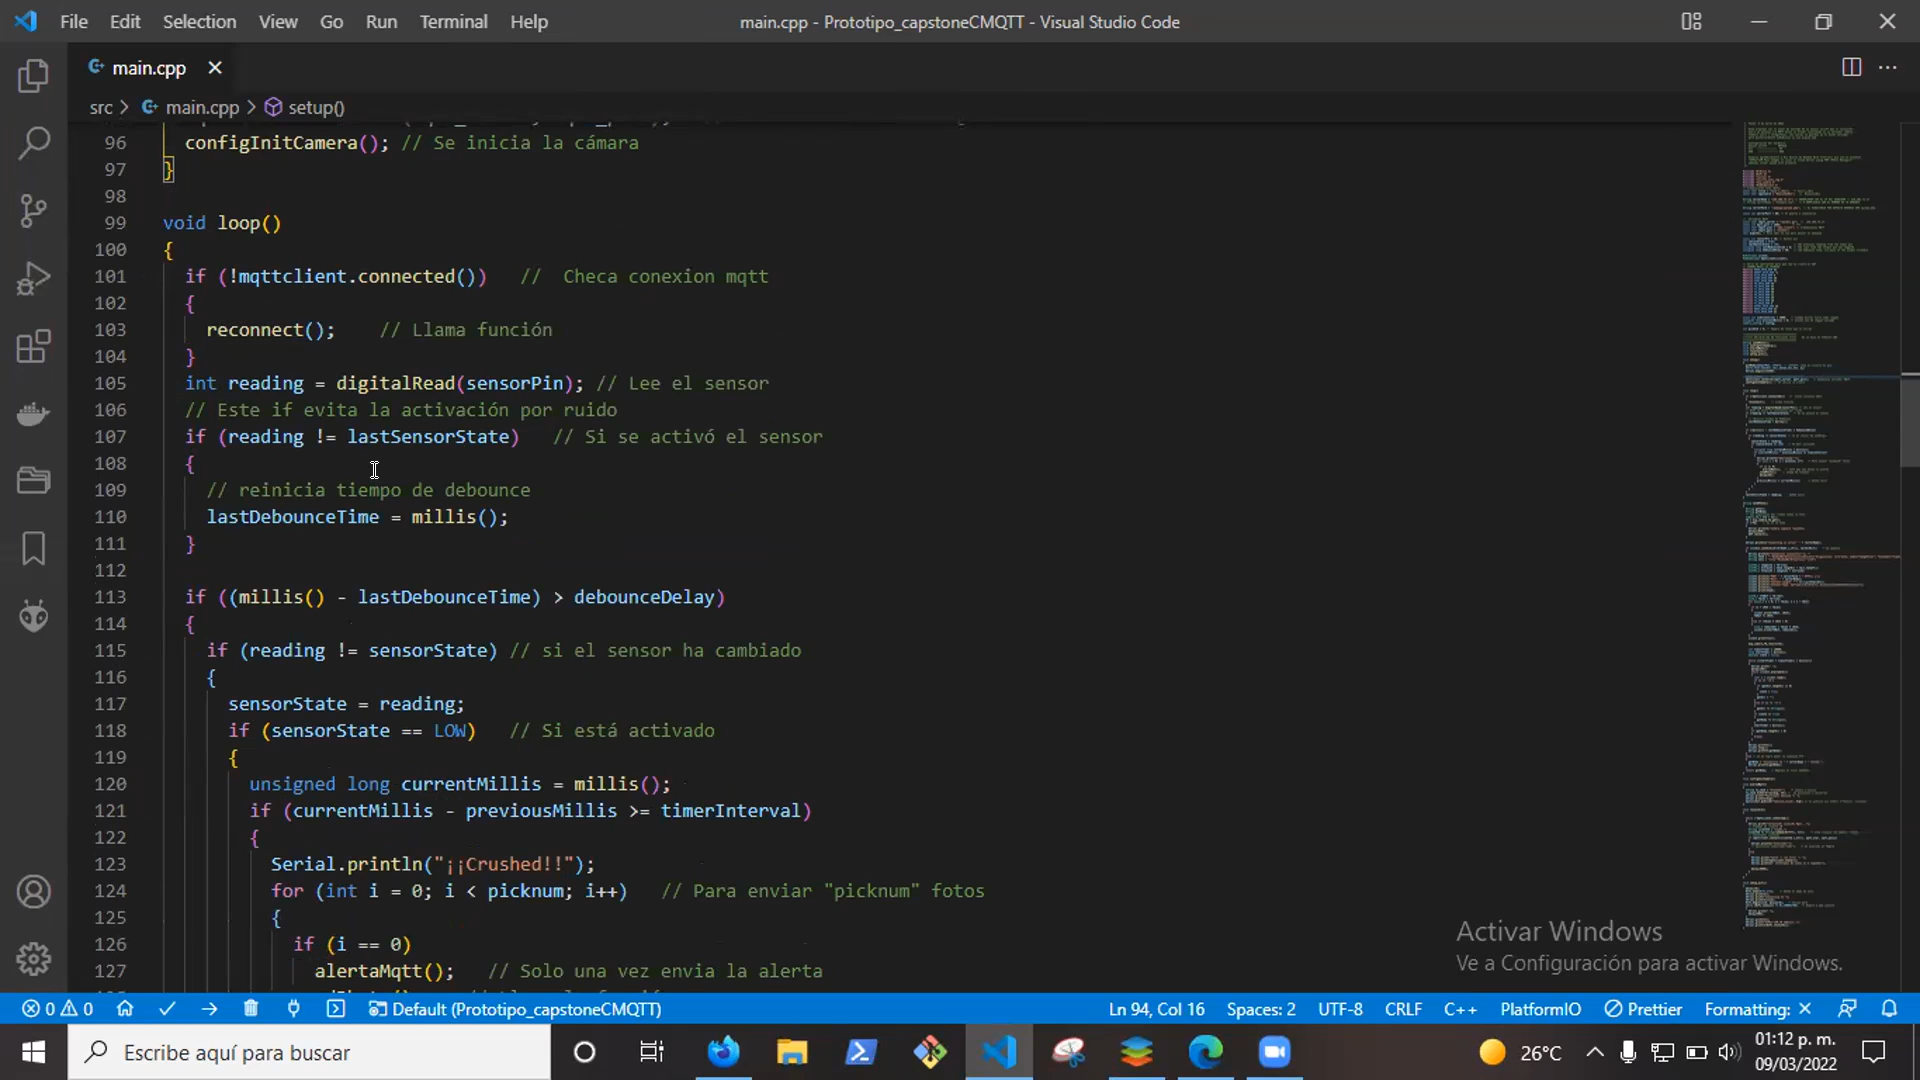 File Edit Selection View Go Run Terminal Help main.cpp - Prototipo_capstoneCMQTT - Visual Studio Code
main.cpp
src > main.cpp > setup()
96 configInitCamera(); // Se inicia la cámara
97 }
98
99 void loop()
100 {
101 if (!mqttclient.connected()) // Checa conexion mqtt
102 {
103 reconnect(); // Llama función
104 }
105 int reading = digitalRead(sensorPin); // Lee el sensor
106 // Este if evita la activación por ruido
107 if (reading != lastSensorState) // Si se activó el sensor
108 {
109 // reinicia tiempo de debounce
110 lastDebounceTime = millis();
111 }
112
113 if ((millis() - lastDebounceTime) > debounceDelay)
114 {
115 if (reading != sensorState) // si el sensor ha cambiado
116 {
117 sensorState = reading;
118 if (sensorState == LOW) // Si está activado
119 {
120 unsigned long currentMillis = millis();
121 if (currentMillis - previousMillis >= timerInterval)
122 {
123 Serial.println("¡¡Crushed!!");
124 for (int i = 0; i < picknum; i++) // Para enviar "picknum" fotos
125 {
126 if (i == 0)
127 alertaMqtt(); // Solo una vez envia la alerta
Activar Windows
Ve a Configuración para activar Windows.
0 0 Default (Prototipo_capstoneCMQTT) Ln 94, Col 16 Spaces: 2 UTF-8 CRLF C++ PlatformIO Prettier Formatting: ×
Escribe aquí para buscar 26°C 01:12 p. m.
09/03/2022